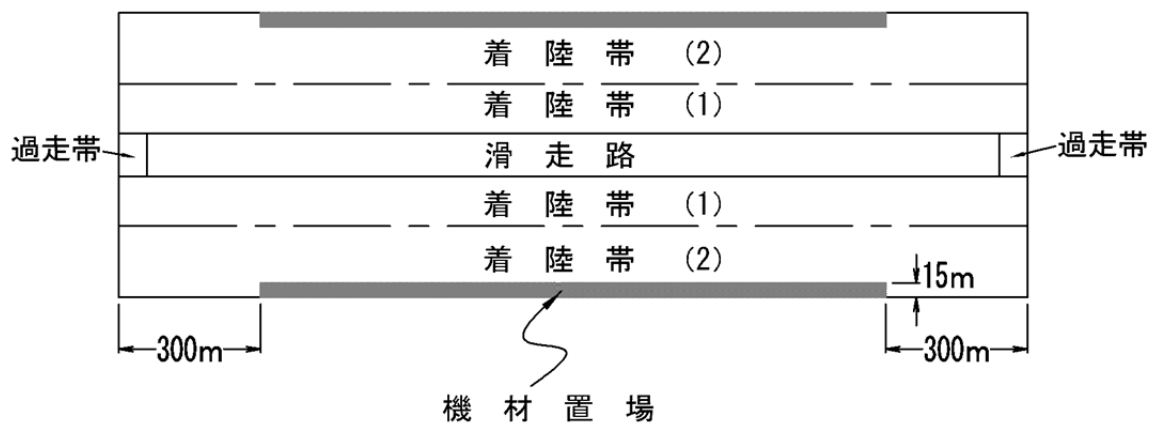 着陸帯 (2)
着陸帯 (1)
過走帯
滑走路
過走帯
着陸帯 (1)
着陸帯 (2)
15m
300m
300m
機材置場